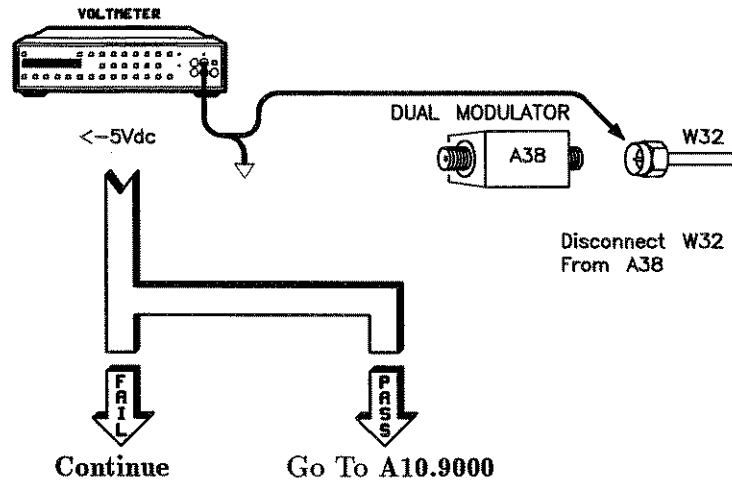 VOLTMETER
<-5Vdc
DUAL MODULATOR
A38
W32
Disconnect W32
From A38
FAIL
PASS
Continue
Go To A10.9000